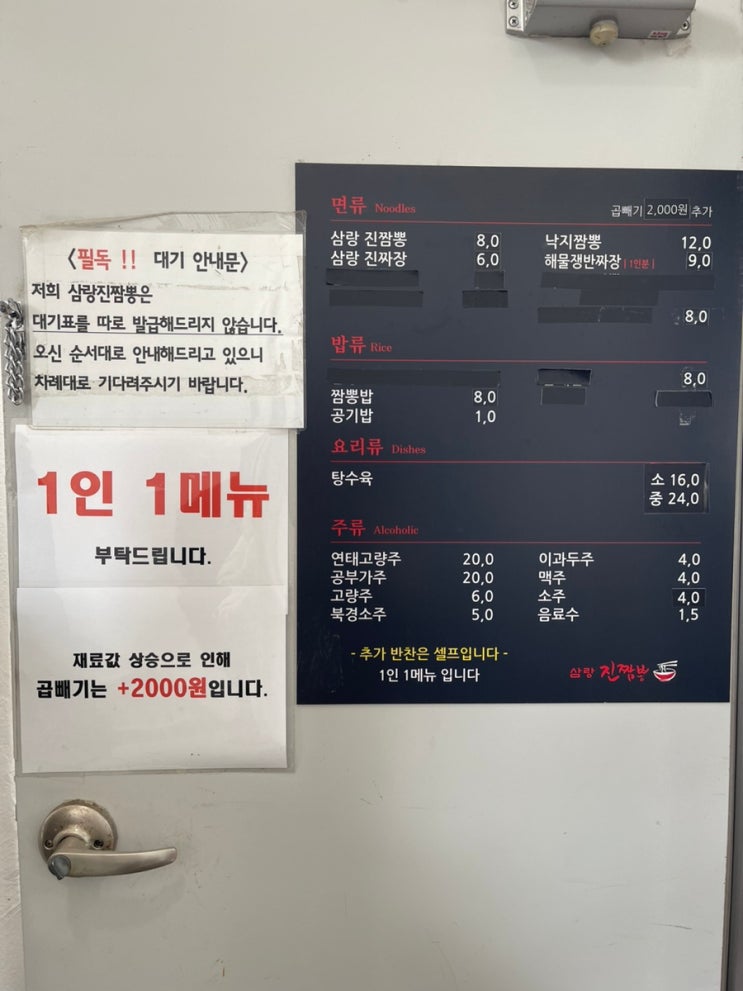 <필독 !! 대기 안내문>
저희 삼랑진짬뽕은
대기표를 따로 발급해드리지 않습니다.
오신 순서대로 안내해드리고 있으니
차례대로 기다려주시기 바랍니다.
1인 1메뉴
부탁드립니다.
재료값 상승으로 인해
곱빼기는 +2000원입니다.
면류 Noodles
곱빼기 2,000원 추가
삼랑 진짬뽕 8,0
삼랑 진짜장 6,0
낙지짬뽕 12,0
해물쟁반짜장 |1인분| 9,0
8,0
밥류 Rice
8,0
짬뽕밥 8,0
공기밥 1,0
요리류 Dishes
탕수육 소 16,0
중 24,0
주류 Alcoholic
연태고량주 20,0
공부가주 20,0
고량주 6,0
북경소주 5,0
이과두주 4,0
맥주 4,0
소주 4,0
음료수 1,5
- 추가 반찬은 셀프입니다 -
1인 1메뉴 입니다
삼랑 진짬뽕